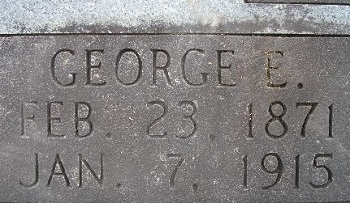 GEORGE E.
FEB. 23, 1871
JAN. 7, 1915